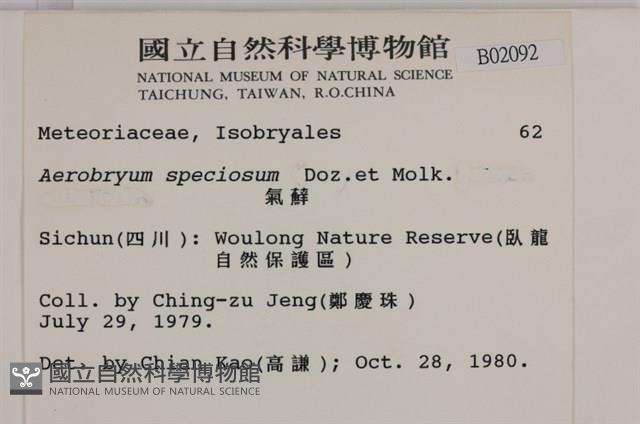 國立自然科學博物館
B02092
NATIONAL MUSEUM OF NATURAL SCIENCE
TAICHUNG, TAIWAN, R.O.CHINA
Meteoriaceae, Isobryales 62
Aerobryum speciosum Doz.et Molk.
氣蘚
Sichun(四川): Woulong Nature Reserve(臥龍
自然保護區)
Coll. by Ching-zu Jeng(鄭慶珠)
July 29, 1979.
Det. by Chian Kao(高謙); Oct. 28, 1980.
國立自然科學博物館
NATIONAL MUSEUM OF NATURAL SCIENCE